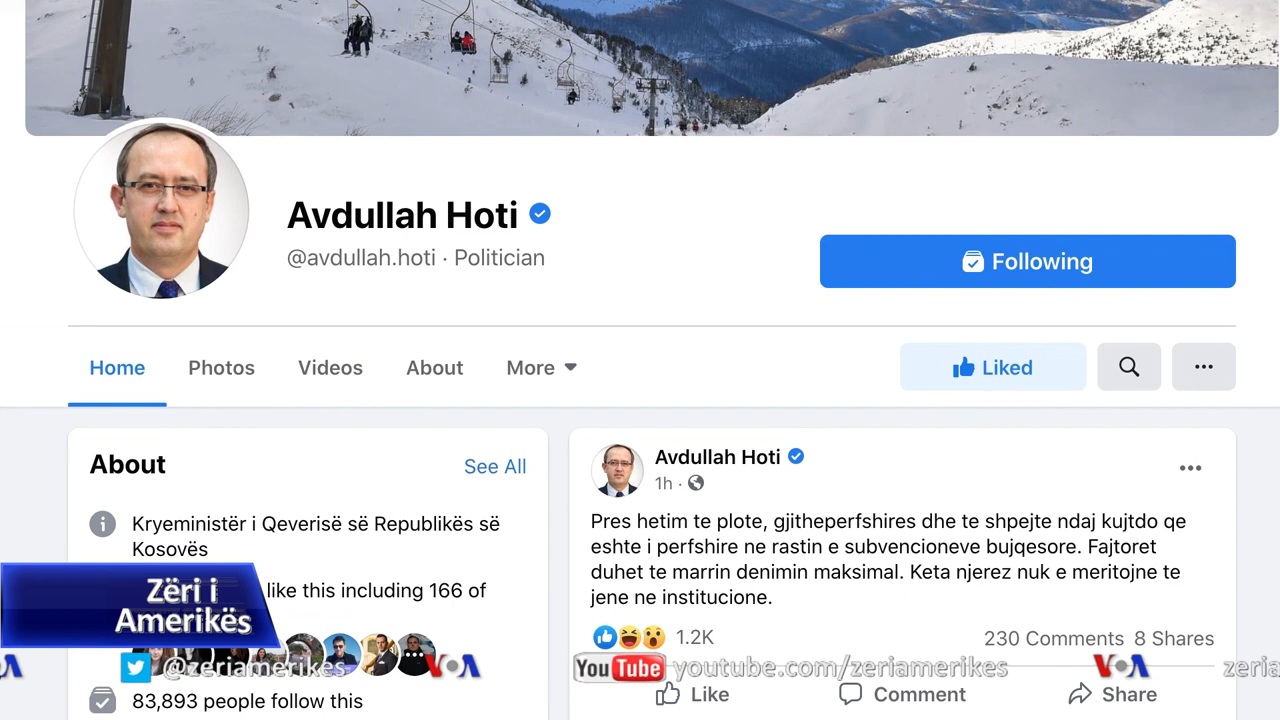 Avdullah Hoti
@avdullah.hoti · Politician
Following
Home Photos Videos About More
Liked
About See All
Kryeministër i Qeverisë së Republikës së
Kosovës
like this including 166 of
83,893 people follow this
Avdullah Hoti
1h ·
Pres hetim te plote, gjitheperfshires dhe te shpejte ndaj kujtdo qe
eshte i perfshire ne rastin e subvencioneve bujqesore. Fajtoret
duhet te marrin denimin maksimal. Keta njerez nuk e meritojne te
jene ne institucione.
1.2K 230 Comments 8 Shares
Like Comment Share
Zëri i
Amerikës
@zeriamerikes VOA YouTube youtube.com/zeriamerikes VOA